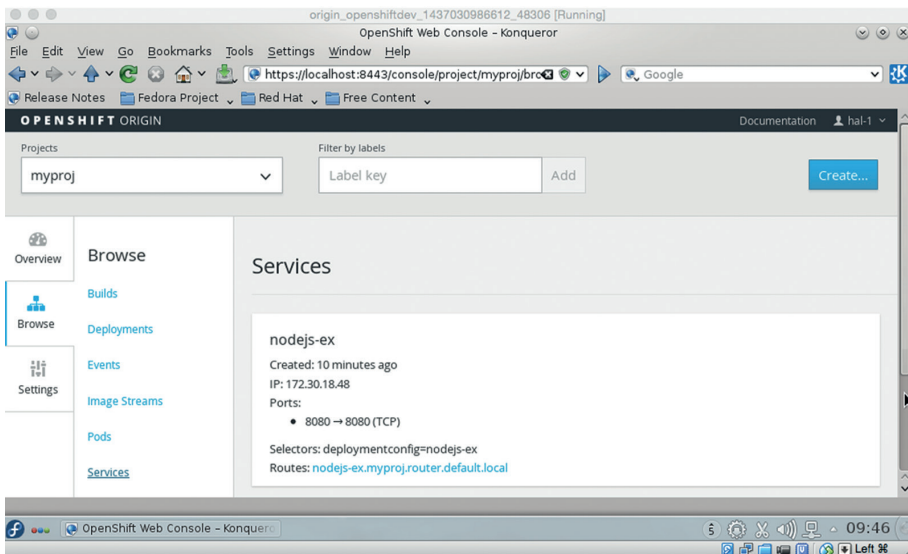 origin_openshiftdev_1437030986612_48306 [Running]
OpenShift Web Console – Konqueror
File Edit View Go Bookmarks Tools Settings Window Help
https://localhost:8443/console/project/myproj/bro
Google
Release Notes Fedora Project Red Hat Free Content
OPENSHIFT ORIGIN
Documentation hal-1
Projects
Filter by labels
myproj
Label key
Add
Create...
Overview
Browse
Settings
Browse
Builds
Deployments
Events
Image Streams
Pods
Services
Services
nodejs-ex
Created: 10 minutes ago
IP: 172.30.18.48
Ports:
• 8080 → 8080 (TCP)
Selectors: deploymentconfig=nodejs-ex
Routes: nodejs-ex.myproj.router.default.local
OpenShift Web Console – Konquero
09:46
Left ⌘